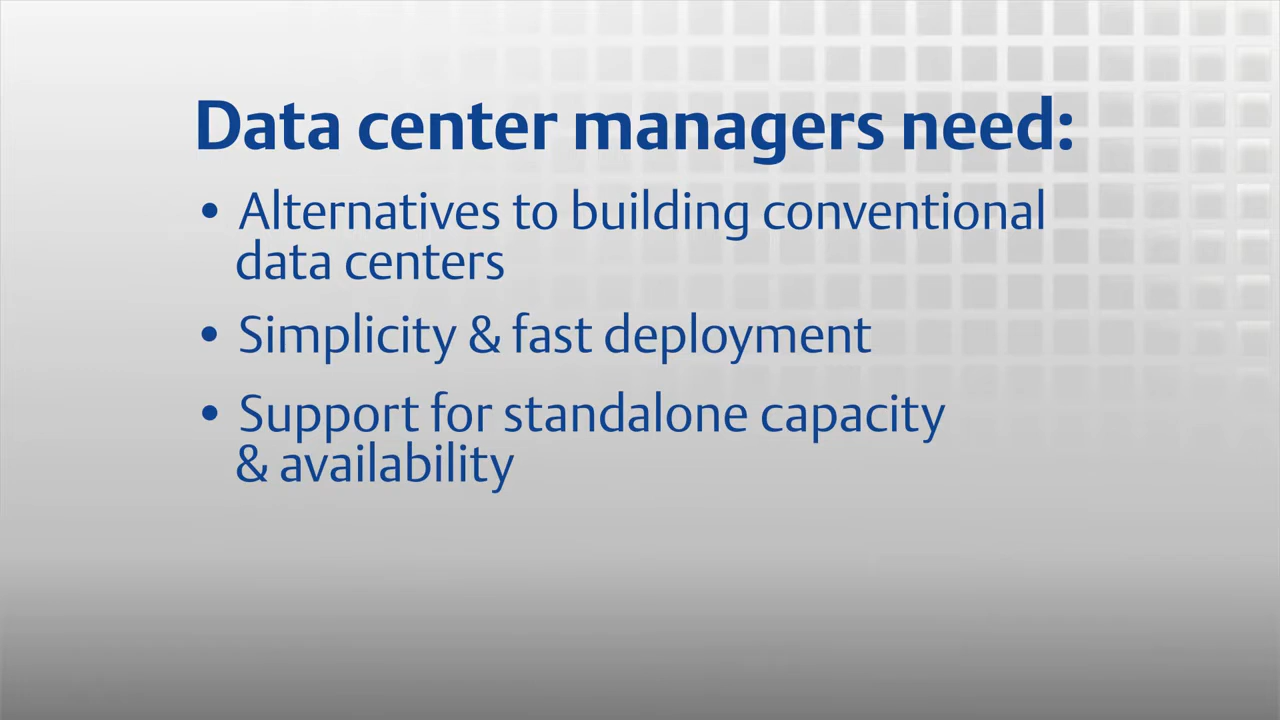 Data center managers need:
• Alternatives to building conventional
data centers
• Simplicity & fast deployment
• Support for standalone capacity
& availability